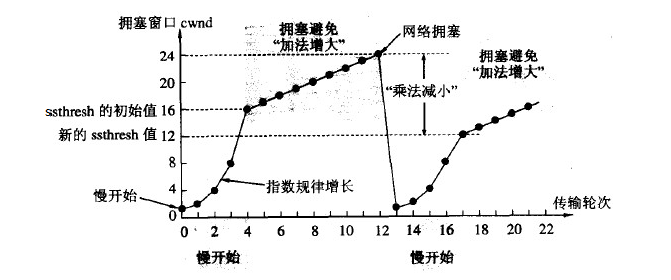 拥塞窗口 cwnd
拥塞避免
“加法增大”
网络拥塞
拥塞避免
“加法增大”
24
20
ssthresh 的初始值 16
“乘法减小”
新的 ssthresh 值 12
8
慢开始
4
指数规律增长
0
传输轮次
0 2 4 6 8 10 12 14 16 18 20 22
慢开始
慢开始